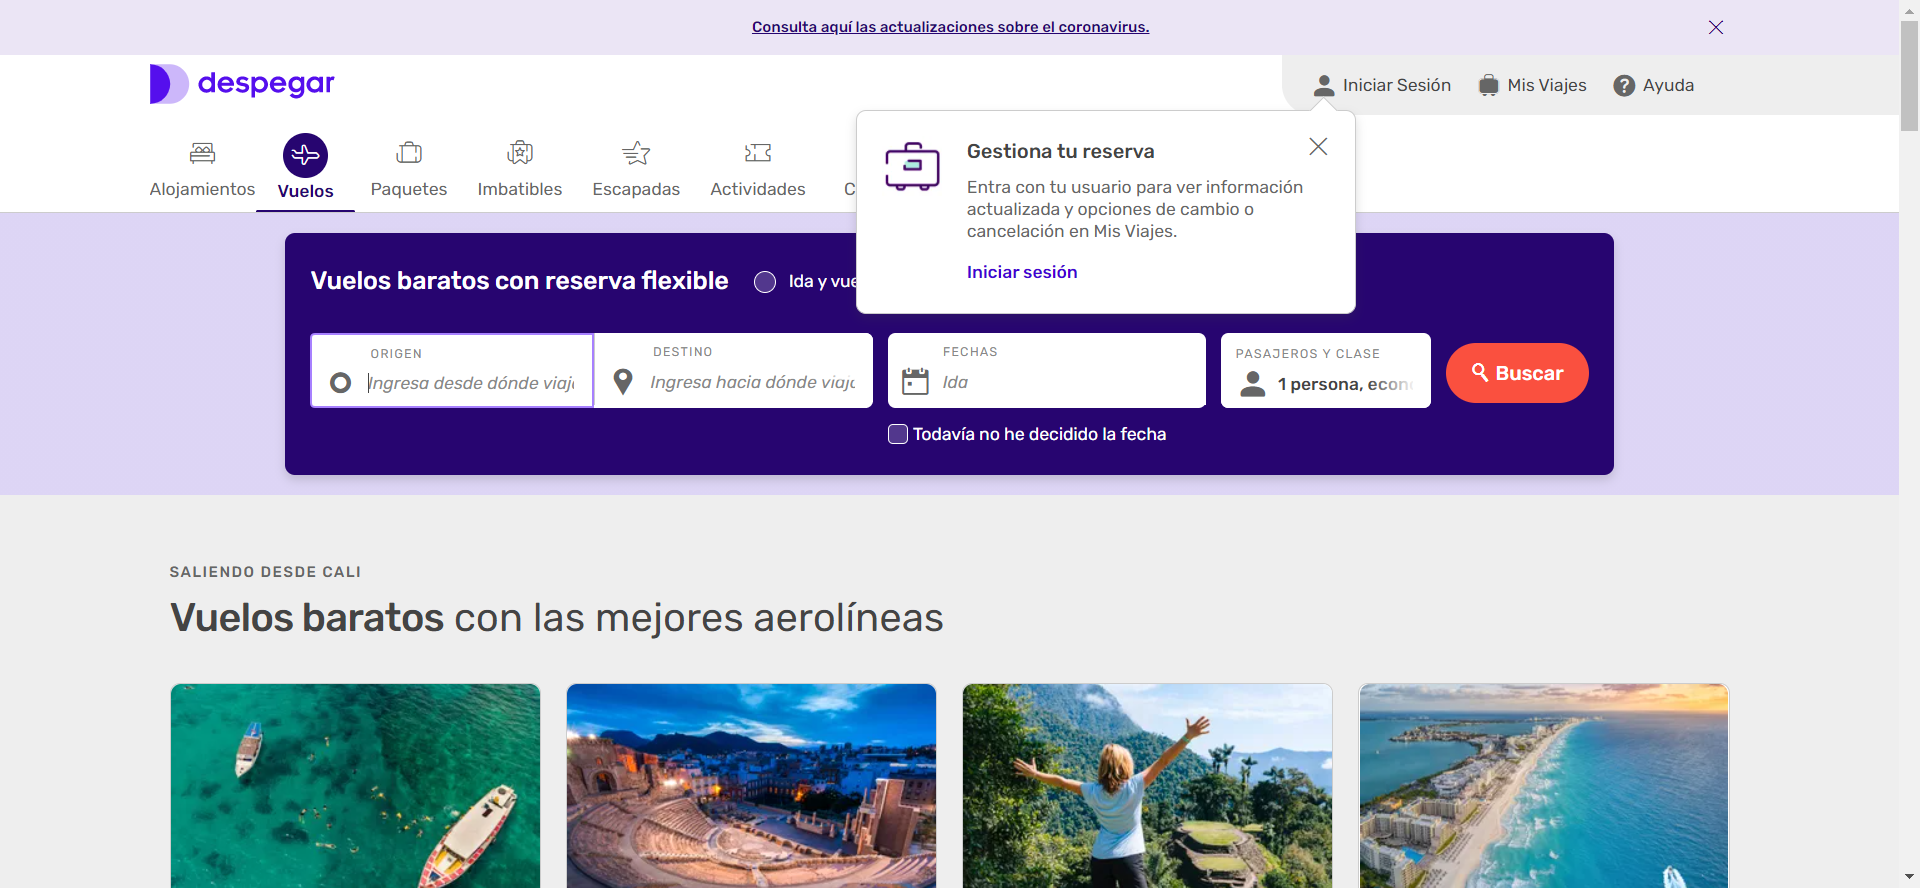 Consulta aquí las actualizaciones sobre el coronavirus.
despegar
Iniciar Sesión
Mis Viajes
? Ayuda
Alojamientos
Vuelos
Paquetes
Imbatibles
Escapadas
Actividades
C
Gestiona tu reserva
Entra con tu usuario para ver información
actualizada y opciones de cambio o
cancelación en Mis Viajes.
Iniciar sesión
Vuelos baratos con reserva flexible
Ida y vue
ORIGEN
Ingresa desde dónde viaj
DESTINO
Ingresa hacia dónde viaj
FECHAS
Ida
PASAJEROS Y CLASE
1 persona, econ
Buscar
Todavía no he decidido la fecha
SALIENDO DESDE CALI
Vuelos baratos con las mejores aerolíneas